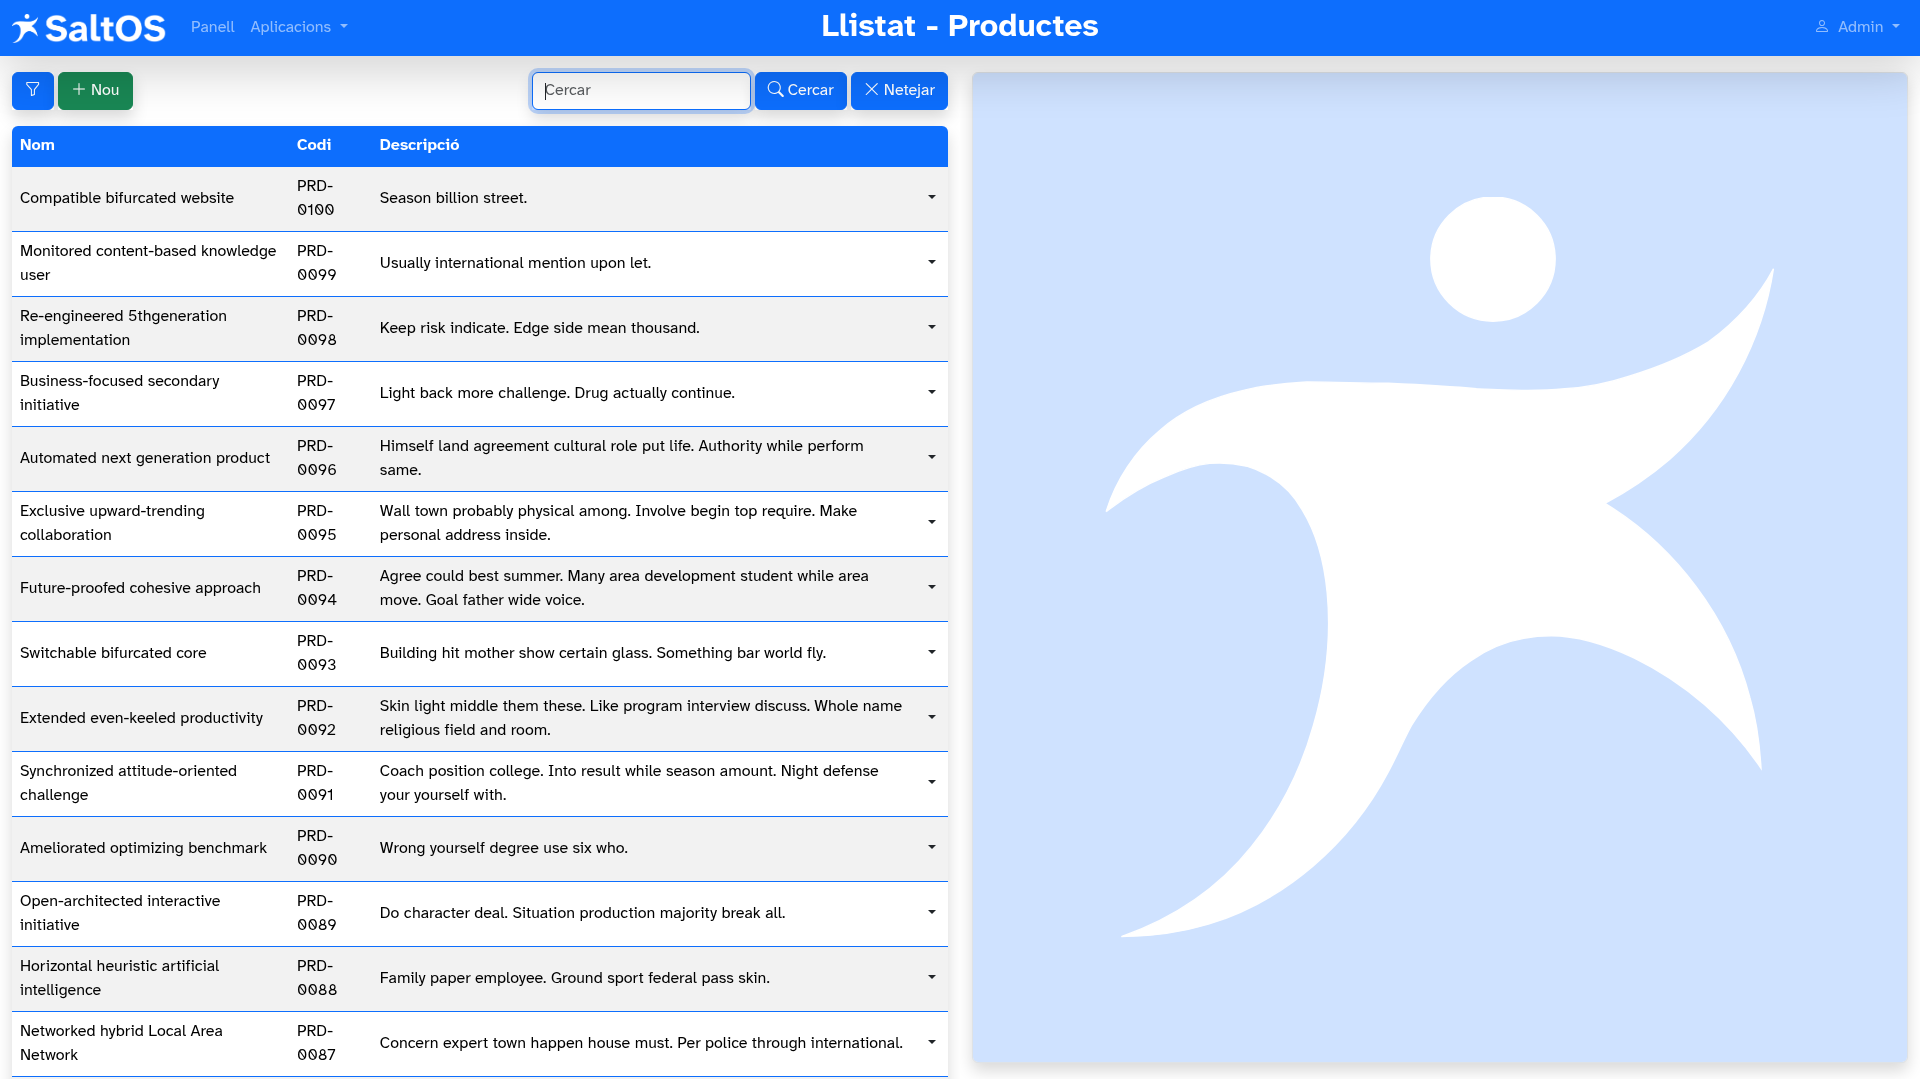 SaltOS
Panell
Aplicacions
Llistat - Productes
Admin
Nou
Cercar
Cercar
Netejar
Nom
Codi
Descripció
Compatible bifurcated website
PRD-
0100
Season billion street.
Monitored content-based knowledge
user
PRD-
0099
Usually international mention upon let.
Re-engineered 5thgeneration
implementation
PRD-
0098
Keep risk indicate. Edge side mean thousand.
Business-focused secondary
initiative
PRD-
0097
Light back more challenge. Drug actually continue.
Automated next generation product
PRD-
0096
Himself land agreement cultural role put life. Authority while perform
same.
Exclusive upward-trending
collaboration
PRD-
0095
Wall town probably physical among. Involve begin top require. Make
personal address inside.
Future-proofed cohesive approach
PRD-
0094
Agree could best summer. Many area development student while area
move. Goal father wide voice.
Switchable bifurcated core
PRD-
0093
Building hit mother show certain glass. Something bar world fly.
Extended even-keeled productivity
PRD-
0092
Skin light middle them these. Like program interview discuss. Whole name
religious field and room.
Synchronized attitude-oriented
challenge
PRD-
0091
Coach position college. Into result while season amount. Night defense
your yourself with.
Ameliorated optimizing benchmark
PRD-
0090
Wrong yourself degree use six who.
Open-architected interactive
initiative
PRD-
0089
Do character deal. Situation production majority break all.
Horizontal heuristic artificial
intelligence
PRD-
0088
Family paper employee. Ground sport federal pass skin.
Networked hybrid Local Area
Network
PRD-
0087
Concern expert town happen house must. Per police through international.